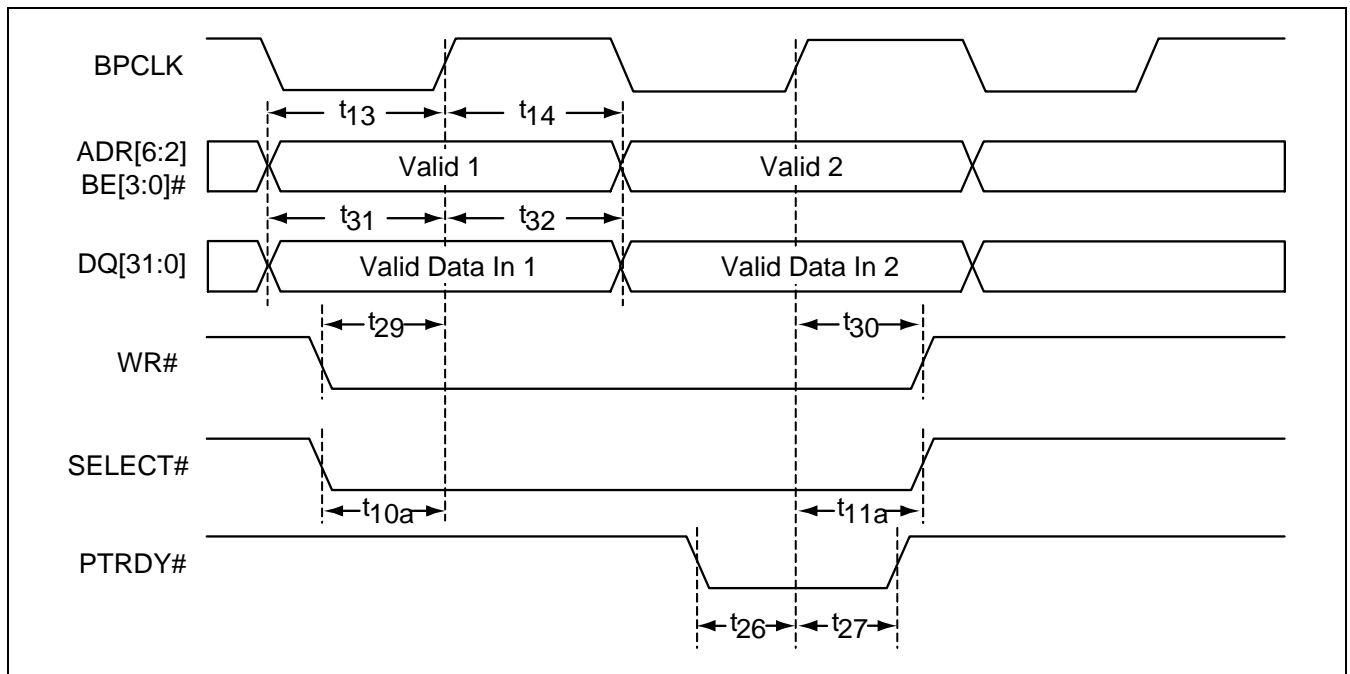 BPCLK
t13 t14
ADR[6:2]
BE[3:0]#
Valid 1 Valid 2
t31 t32
DQ[31:0] Valid Data In 1 Valid Data In 2
t29 t30
WR#
SELECT#
t10a t11a
PTRDY#
t26 t27